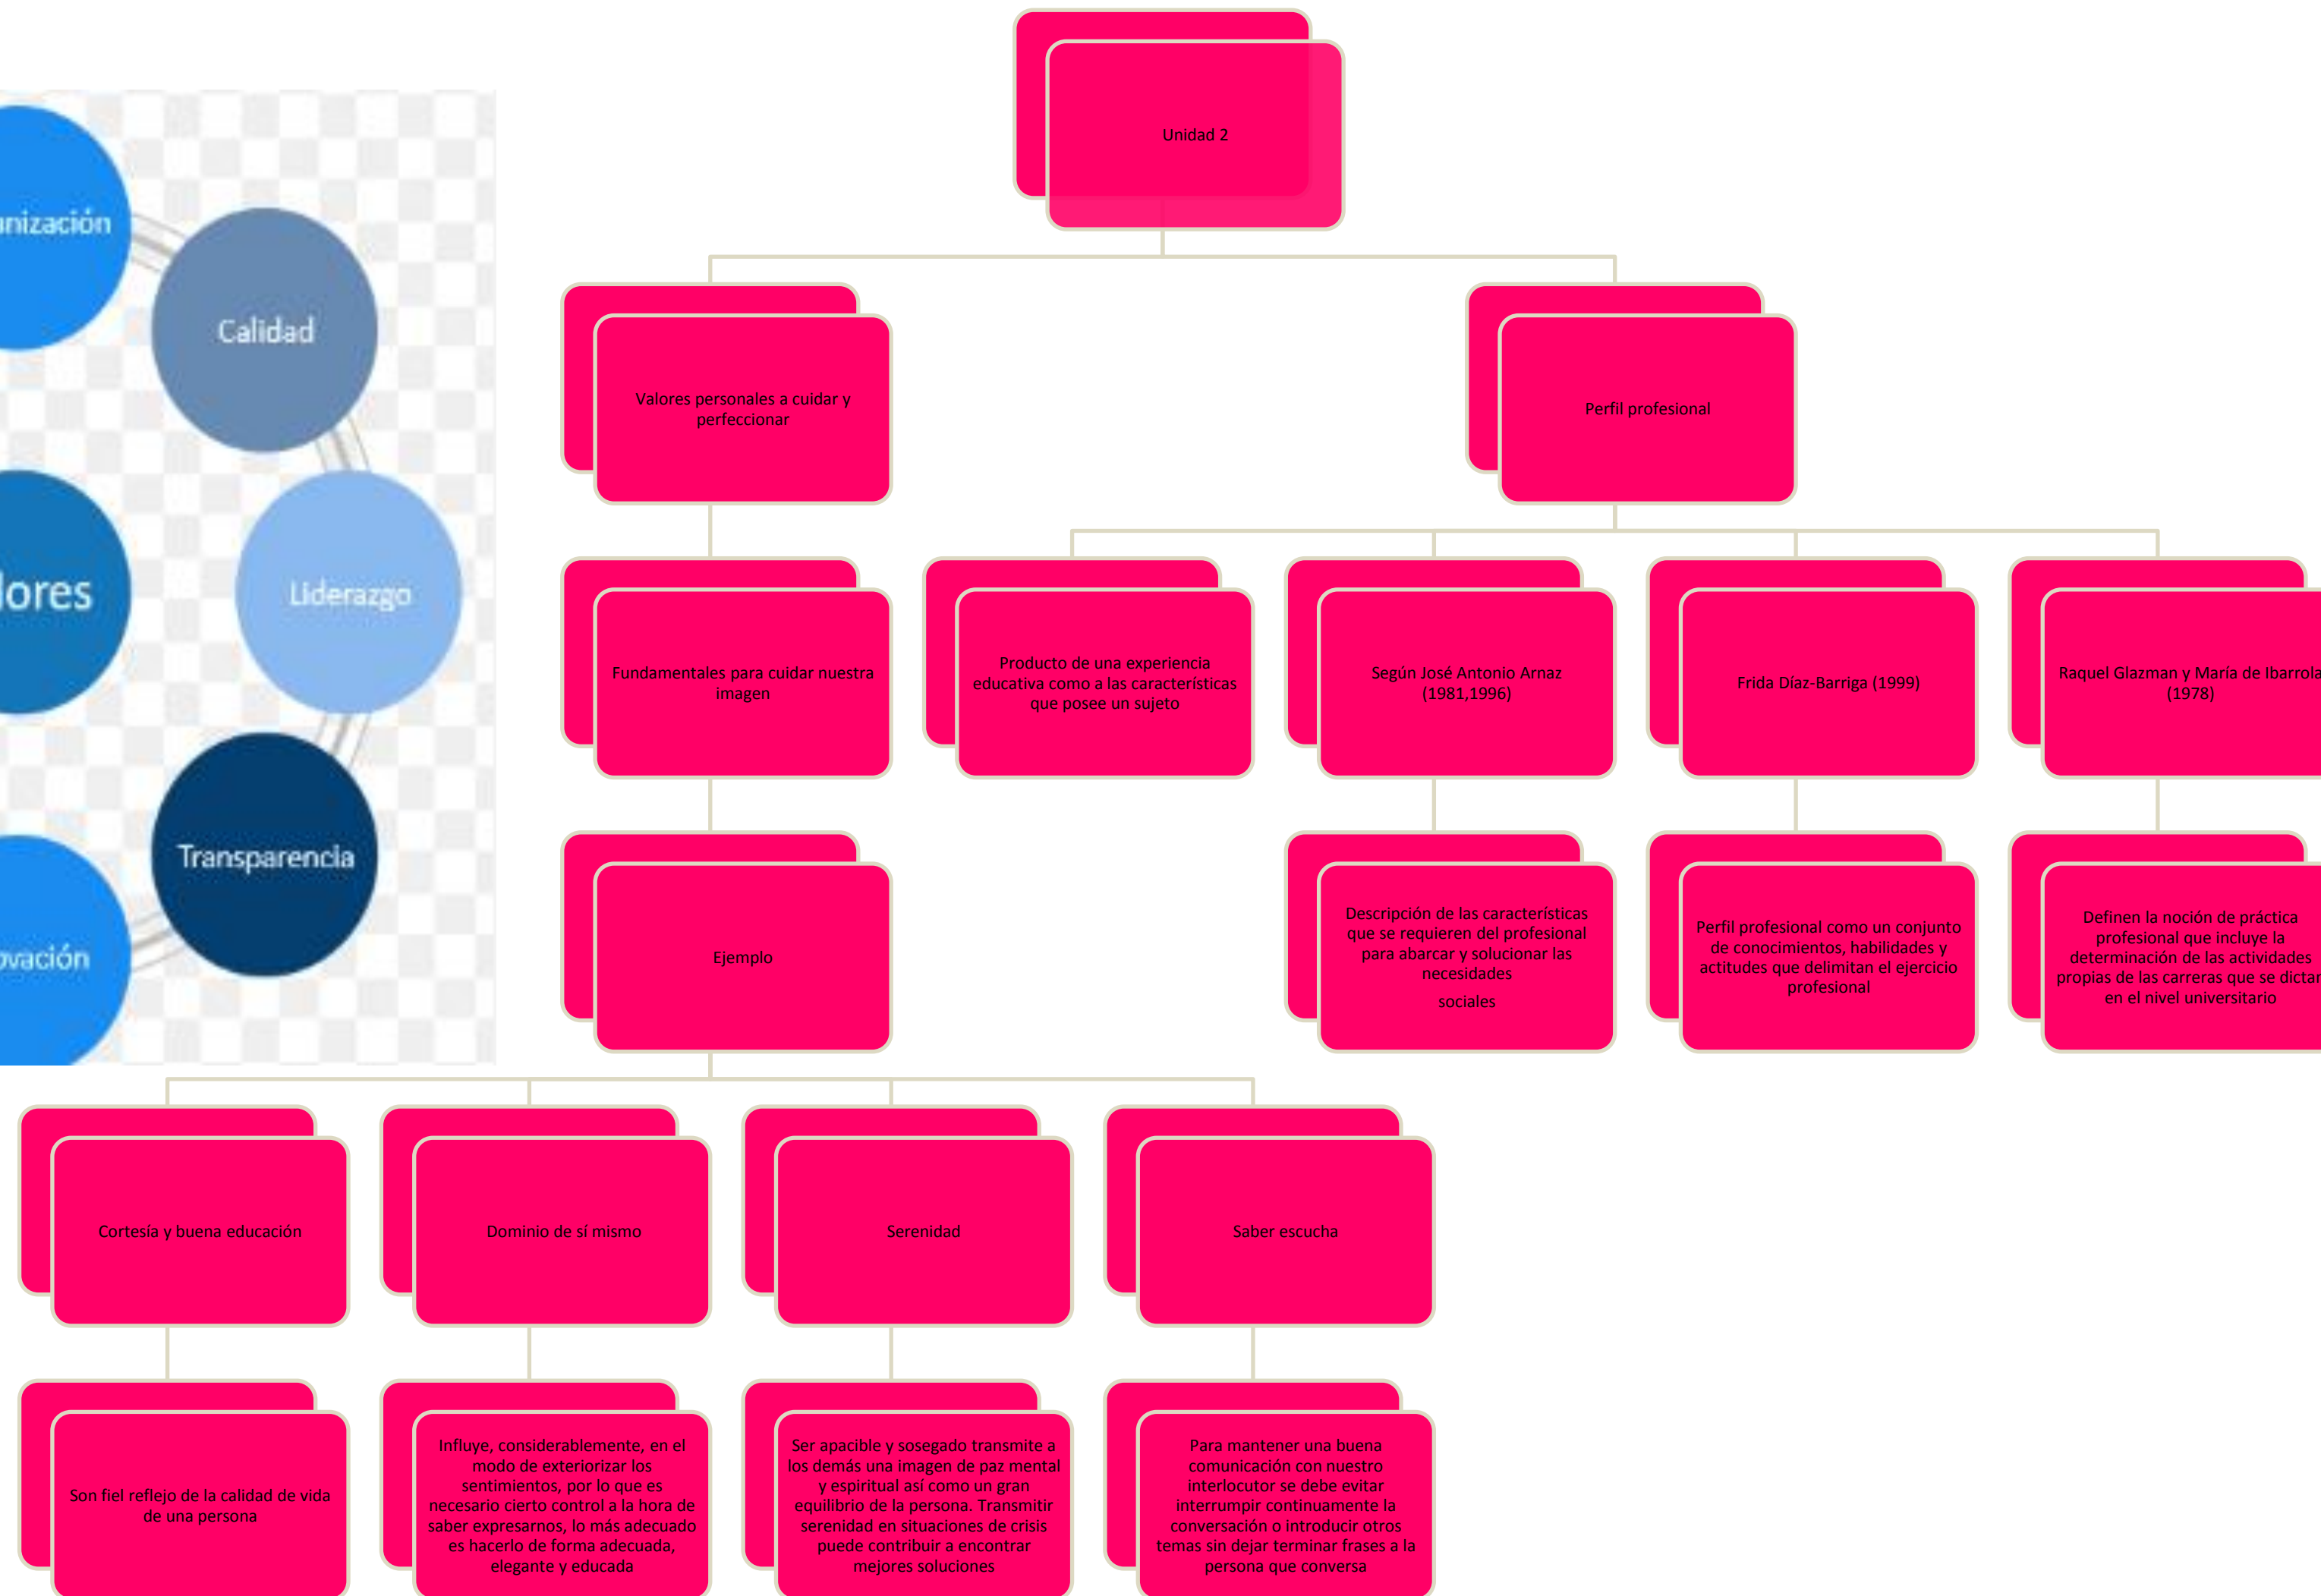 Unidad 2
Valores personales a cuidar y
perfeccionar
Perfil profesional
Fundamentales para cuidar nuestra
imagen
Producto de una experiencia
educativa como a las características
que posee un sujeto
Según José Antonio Arnaz
(1981,1996)
Frida Díaz-Barriga (1999)
Raquel Glazman y María de Ibarrola
(1978)
Ejemplo
Descripción de las características
que se requieren del profesional
para abarcar y solucionar las
necesidades
sociales
Perfil profesional como un conjunto
de conocimientos, habilidades y
actitudes que delimitan el ejercicio
profesional
Definen la noción de práctica
profesional que incluye la
determinación de las actividades
propias de las carreras que se dictan
en el nivel universitario
Cortesía y buena educación
Dominio de sí mismo
Serenidad
Saber escucha
Son fiel reflejo de la calidad de vida
de una persona
Influye, considerablemente, en el
modo de exteriorizar los
sentimientos, por lo que es
necesario cierto control a la hora de
saber expresarnos, lo más adecuado
es hacerlo de forma adecuada,
elegante y educada
Ser apacible y sosegado transmite a
los demás una imagen de paz mental
y espiritual así como un gran
equilibrio de la persona. Transmitir
serenidad en situaciones de crisis
puede contribuir a encontrar
mejores soluciones
Para mantener una buena
comunicación con nuestro
interlocutor se debe evitar
interrumpir continuamente la
conversación o introducir otros
temas sin dejar terminar frases a la
persona que conversa
nización
Calidad
lores
Liderazgo
Transparencia
ovación